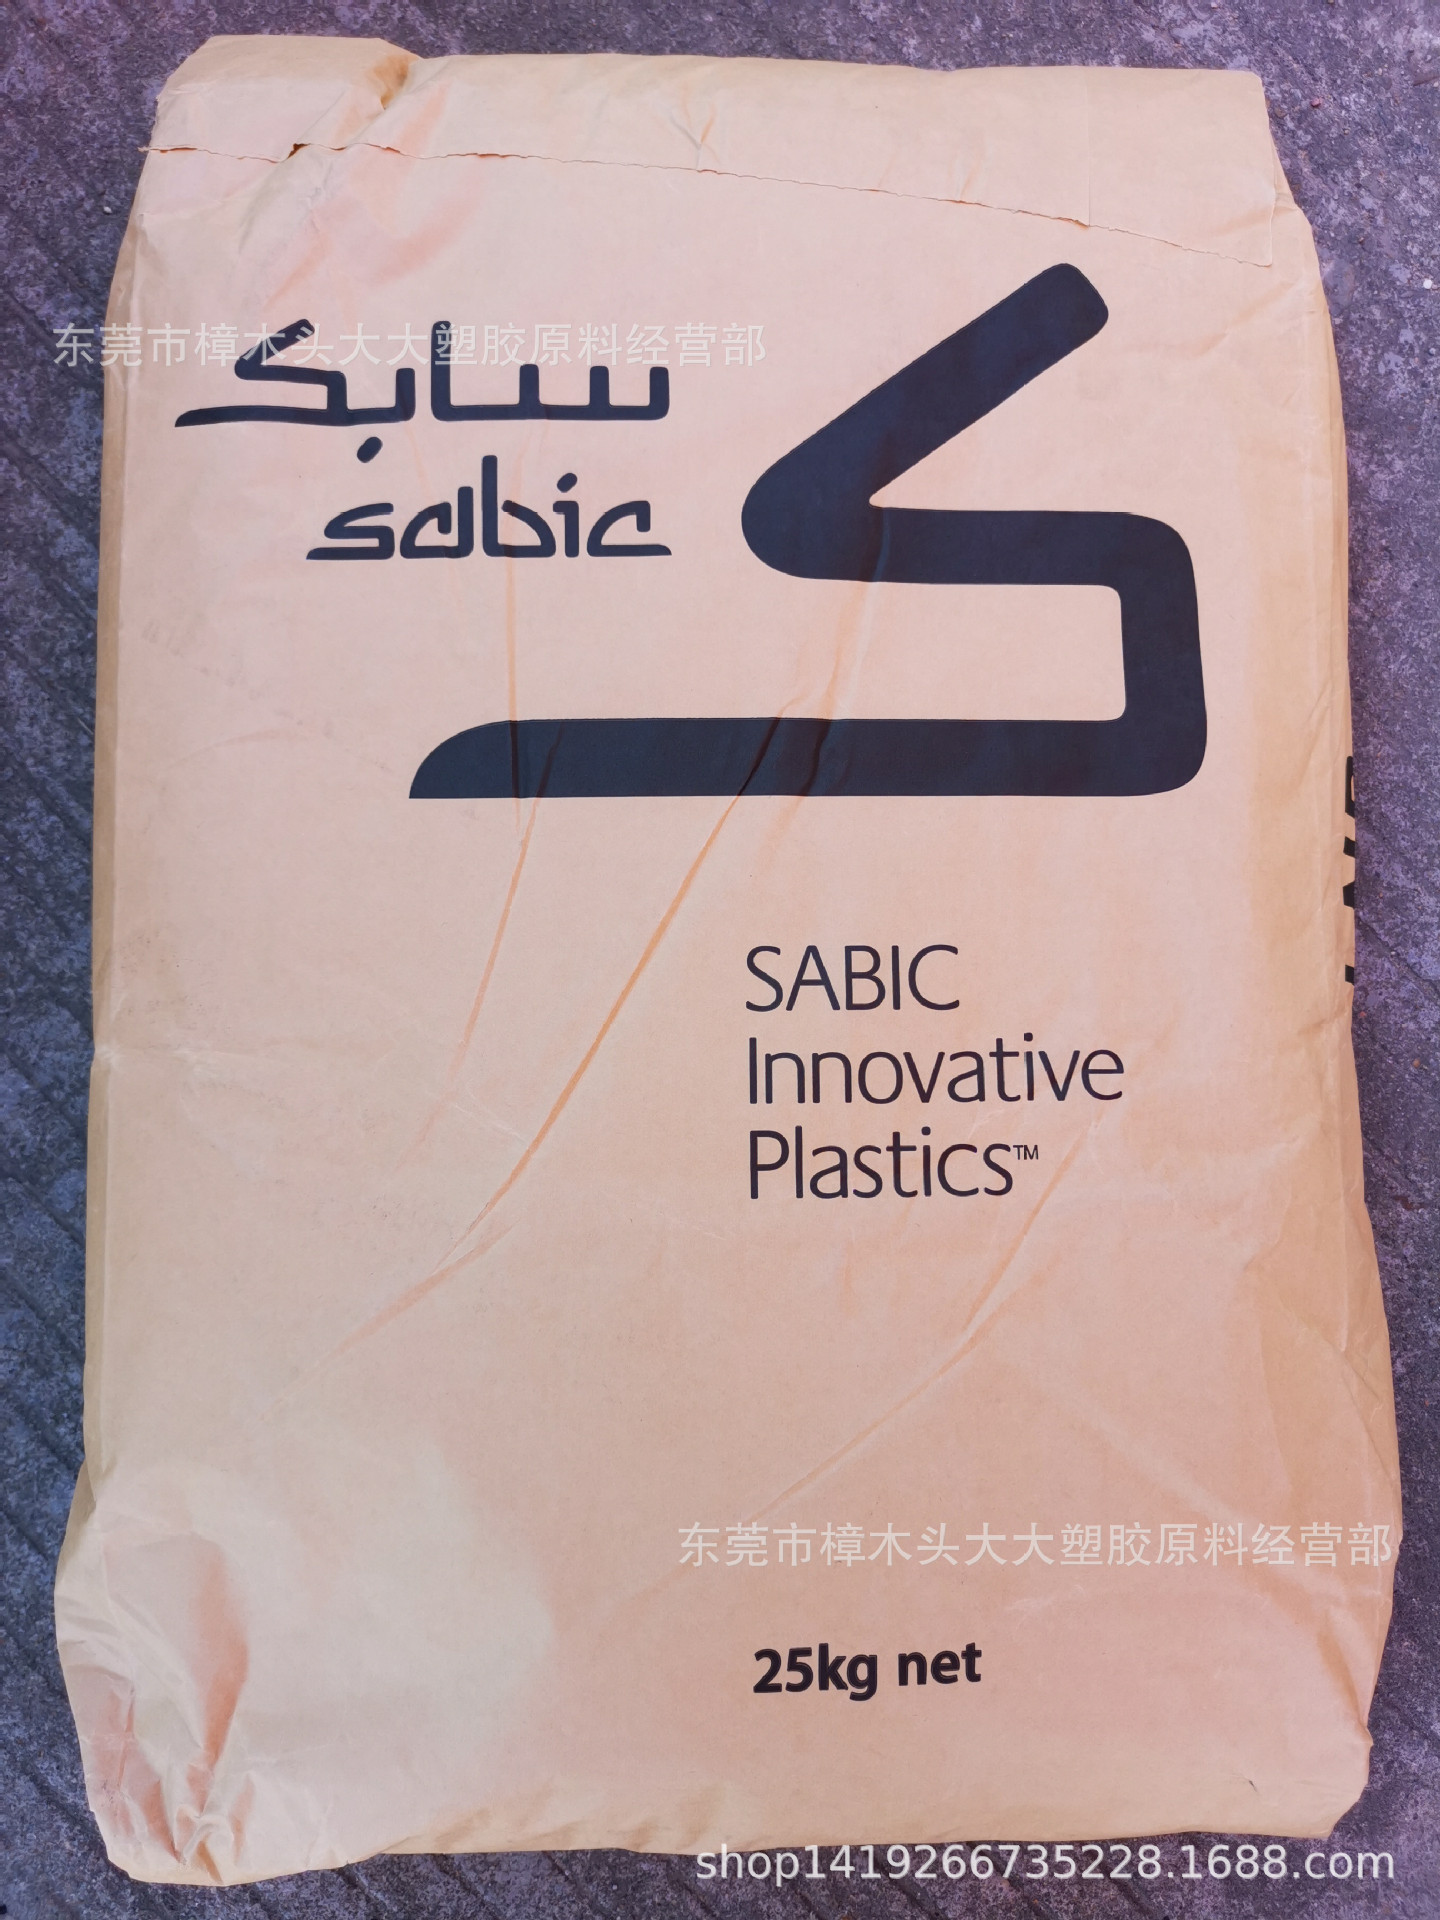 东莞市樟木头大大塑胶原料经营部
سابك
sabic
SABIC
Innovative
Plastics™
东莞市樟木头大大塑胶原料经营部
25kg net
shop1419266735228.1688.com